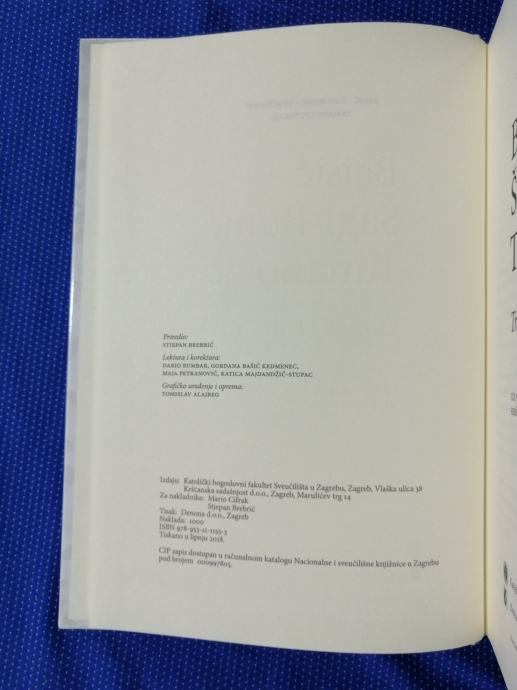 Priredio:
STJEPAN BREBRIĆ
Lektura i korektura:
DARIO RUMBAR, GORDANA BAŠIĆ KEDMENEC,
MAJA PETRANOVIĆ, KATICA MAJDANDŽIĆ-STUPAC
Grafičko uređenje i oprema:
TOMISLAV ALAJBEG
Izdaju: Katolički bogoslovni fakultet Sveučilišta u Zagrebu, Zagreb, Vlaška ulica 38
Kršćanska sadašnjost d.o.o., Zagreb, Marulićev trg 14
Za nakladnike: Mario Cifrak
Stjepan Brebrić
Tisak: Denona d.o.o., Zagreb
Naklada: 1000
ISBN 978-953-11-1155-3
Tiskano u lipnju 2018.
CIP zapis dostupan u računalnom katalogu Nacionalne i sveučilišne knjižnice u Zagrebu
pod brojem 000997805.